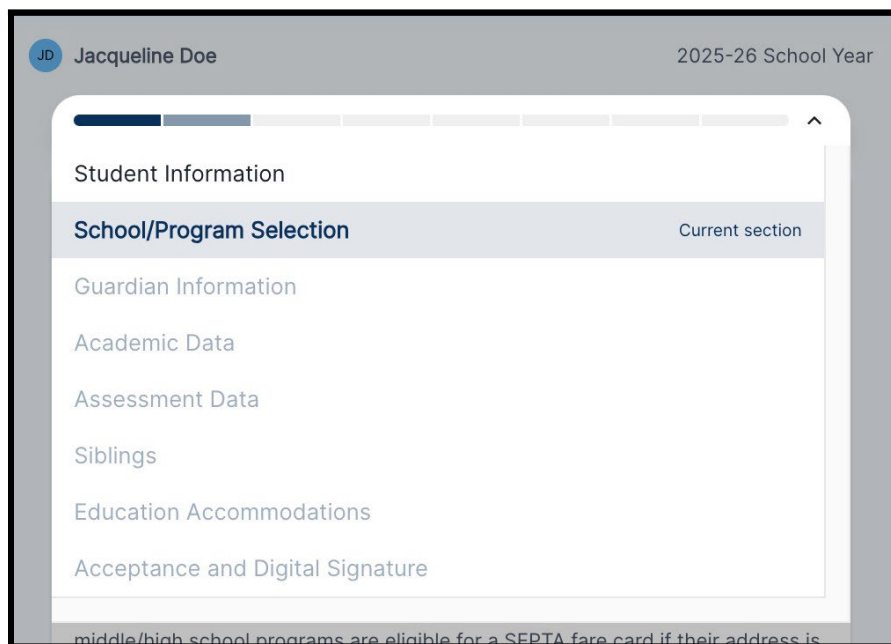 JD Jacqueline Doe 2025-26 School Year
Student Information
School/Program Selection Current section
Guardian Information
Academic Data
Assessment Data
Siblings
Education Accommodations
Acceptance and Digital Signature
middle/high school programs are eligible for a SEPTA fare card if their address is